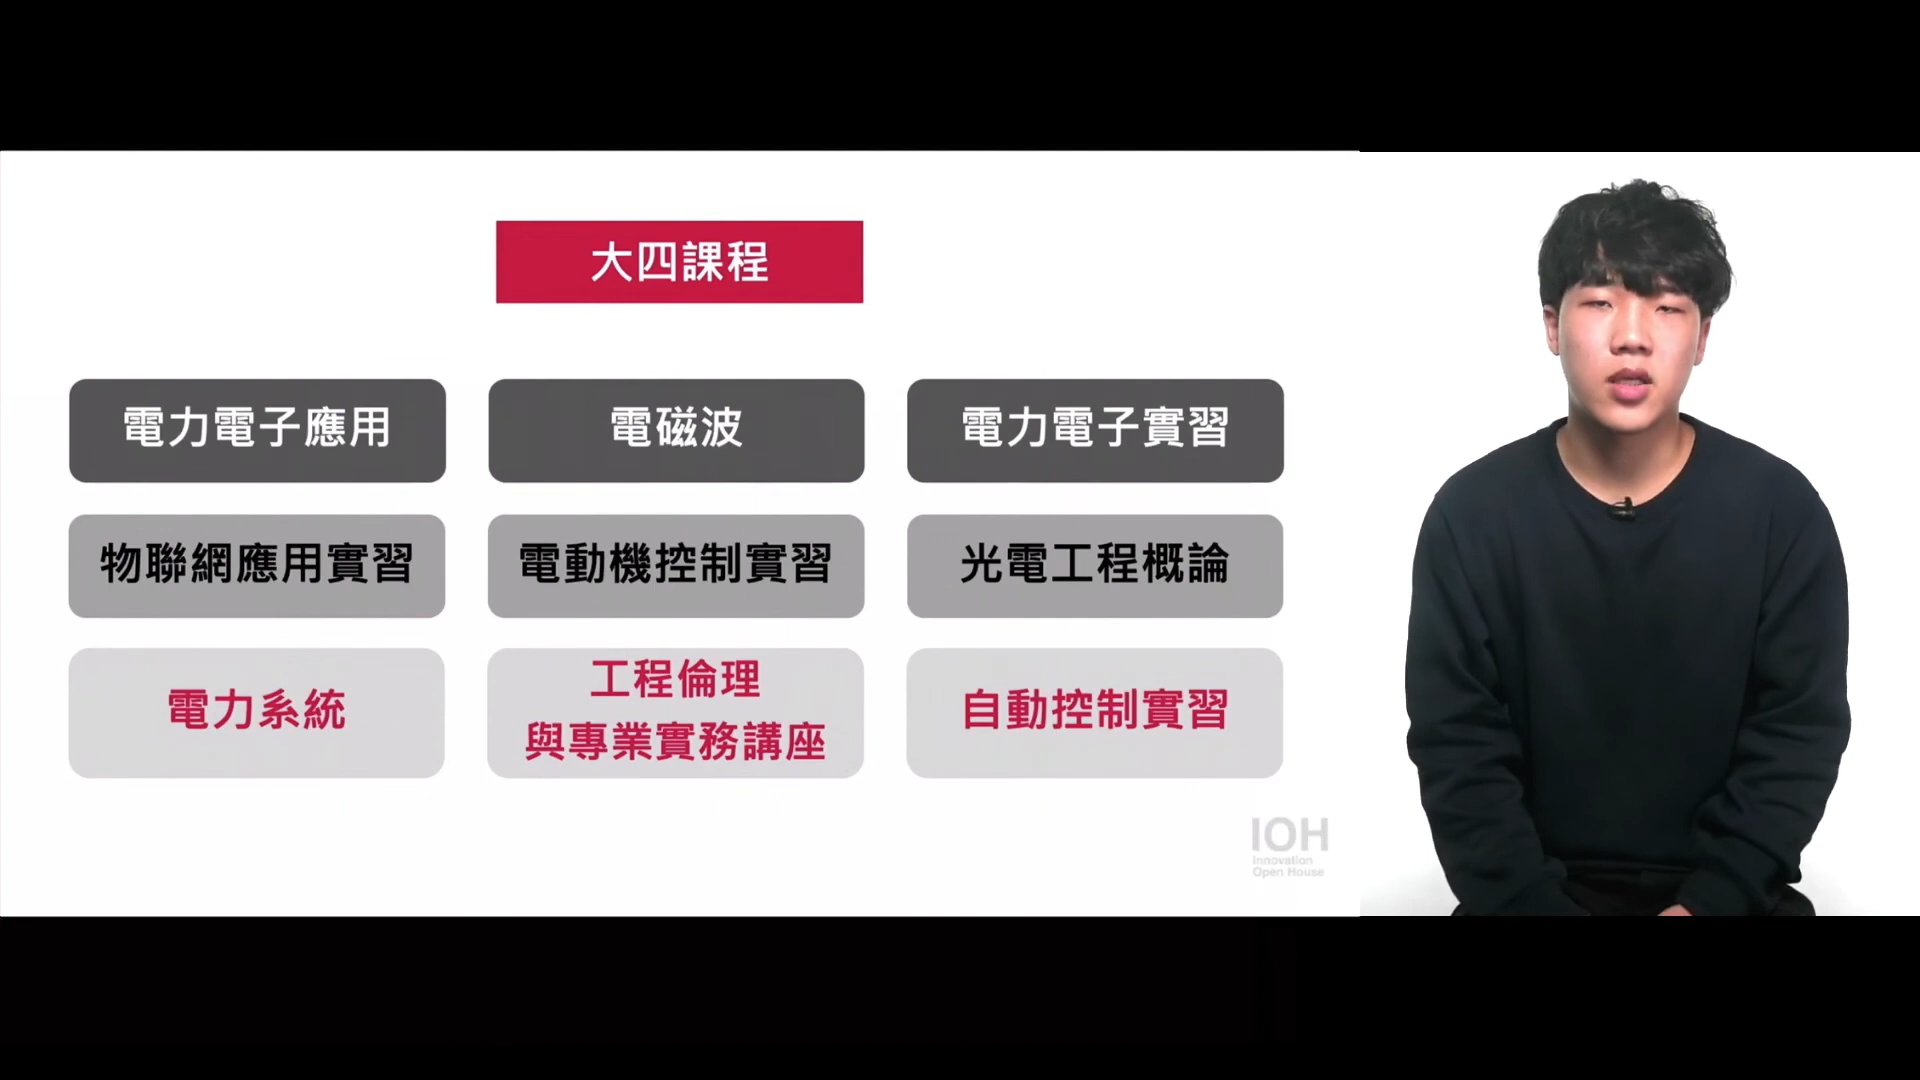 大四課程
電力電子應用
電磁波
電力電子實習
物聯網應用實習
電動機控制實習
光電工程概論
電力系統
工程倫理
與專業實務講座
自動控制實習
IOH
Innovation
Open House